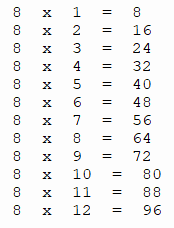 8 x 1 = 8
8 x 2 = 16
8 x 3 = 24
8 x 4 = 32
8 x 5 = 40
8 x 6 = 48
8 x 7 = 56
8 x 8 = 64
8 x 9 = 72
8 x 10 = 80
8 x 11 = 88
8 x 12 = 96